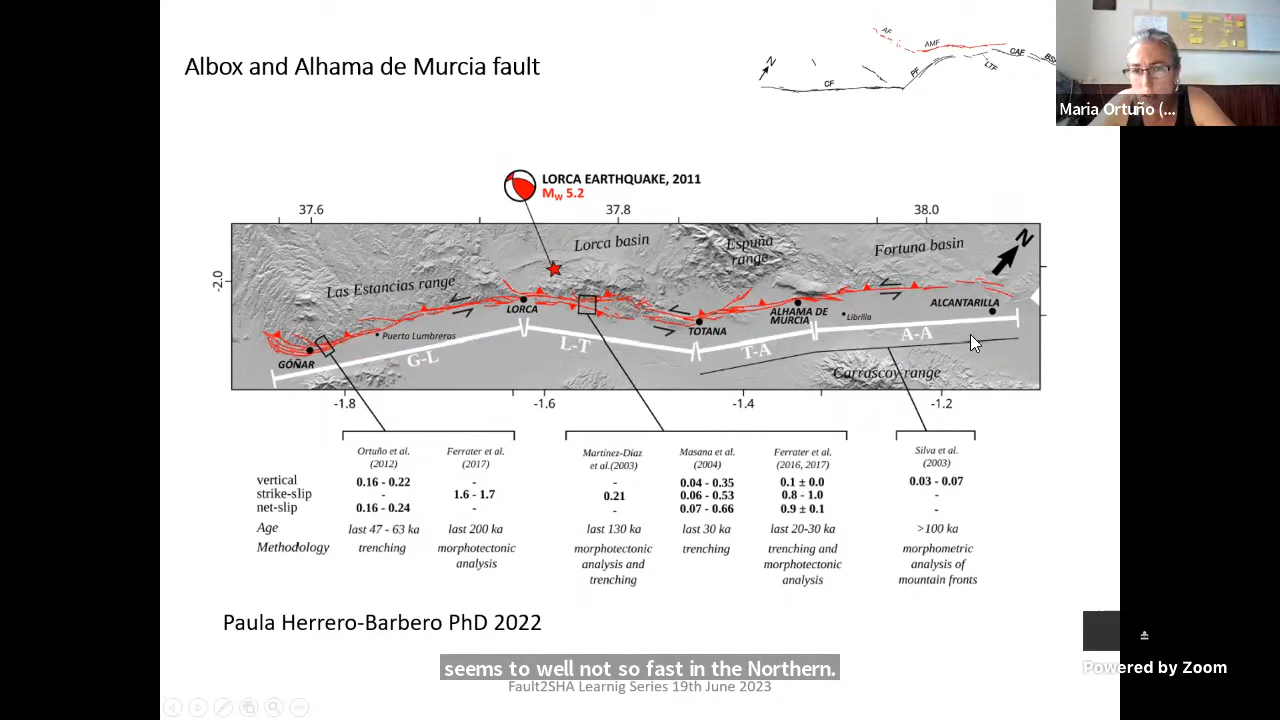 Albox and Alhama de Murcia fault
N
AF
AMF
CF
PF
LTF
CAF
Maria Ortuño (...
LORCA EARTHQUAKE, 2011
Mw 5.2
37.6
37.8
38.0
-2.0
Las Estancias range
Lorca basin
Espuña
range
Fortuna basin
N
LORCA
TOTANA
ALHAMA DE
MURCIA
Librilla
ALCANTARILLA
Puerto Lumbreras
GÓÑAR
G-L
L-T
T-A
A-A
Carrascoy range
-1.8
-1.6
-1.4
-1.2
Ortuño et al. (2012)
Ferrater et al. (2017)
Martínez-Díaz et al.(2003)
Masana et al. (2004)
Ferrater et al. (2016, 2017)
Silva et al. (2003)
vertical 0.16 - 0.22 - - 0.04 - 0.35 0.1 ± 0.0 0.03 - 0.07
strike-slip - 1.6 - 1.7 0.21 0.06 - 0.53 0.8 - 1.0 -
net-slip 0.16 - 0.24 - - 0.07 - 0.66 0.9 ± 0.1 -
Age last 47 - 63 ka last 200 ka last 130 ka last 30 ka last 20-30 ka >100 ka
Methodology trenching morphotectonic morphotectonic trenching trenching and morphometric
analysis analysis and morphotectonic analysis of
trenching analysis mountain fronts
Paula Herrero-Barbero PhD 2022
seems to well not so fast in the Northern.
Fault2SHA Learnig Series 19th June 2023
Powered by Zoom